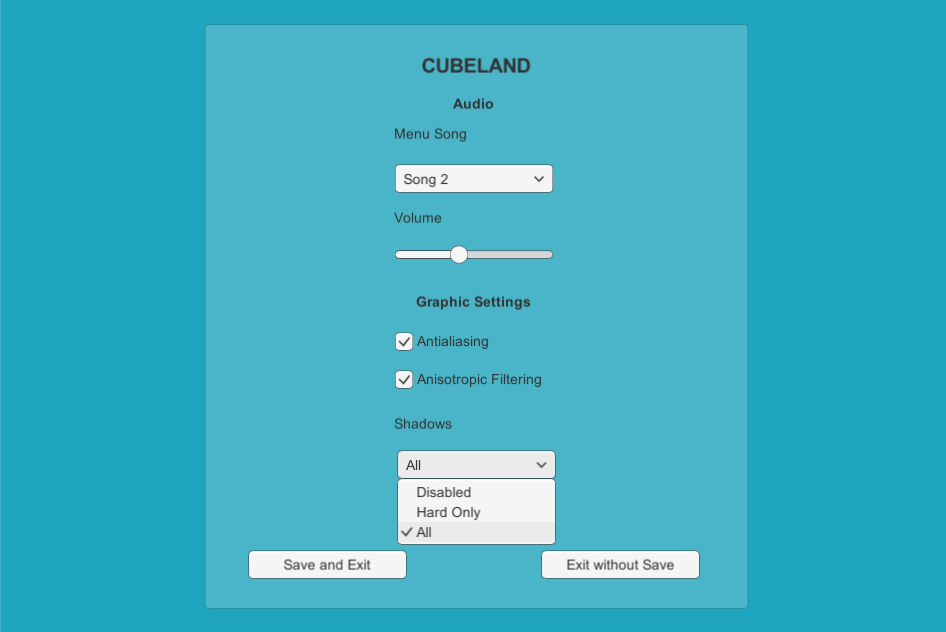 CUBELAND
Audio
Menu Song
Song 2
Volume
Graphic Settings
Antialiasing
Anisotropic Filtering
Shadows
All
Disabled
Hard Only
All
Save and Exit
Exit without Save